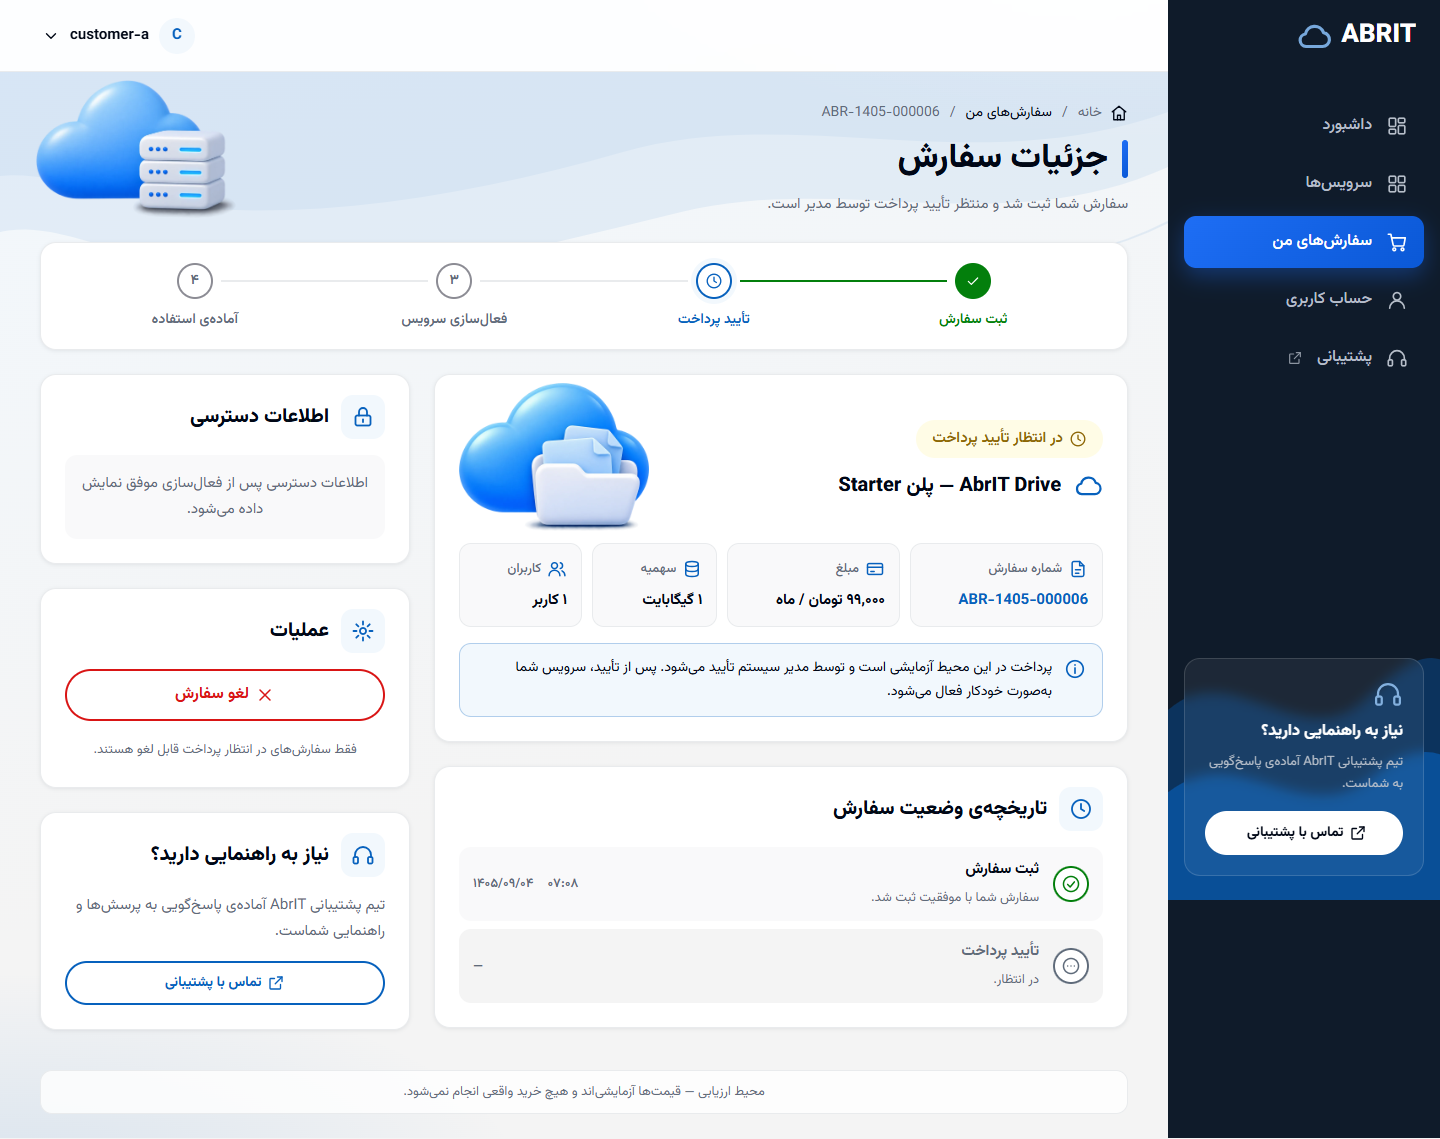 ABRIT
داشبورد
سرویس‌ها
سفارش‌های من
حساب کاربری
پشتیبانی
نیاز به راهنمایی دارید؟
تیم پشتیبانی AbrIT آماده‌ی پاسخ‌گویی
به شماست.
تماس با پشتیبانی
C customer-a
خانه / سفارش‌های من / ABR-1405-000006
جزئیات سفارش
سفارش شما ثبت شد و منتظر تأیید پرداخت توسط مدیر است.
ثبت سفارش
تأیید پرداخت
۳
فعال‌سازی سرویس
۴
آماده‌ی استفاده
در انتظار تأیید پرداخت
AbrIT Drive — پلن Starter
شماره سفارش
ABR-1405-000006
مبلغ
۹۹,۰۰۰ تومان / ماه
سهمیه
۱ گیگابایت
کاربران
۱ کاربر
پرداخت در این محیط آزمایشی است و توسط مدیر سیستم تأیید می‌شود. پس از تأیید، سرویس شما
به‌صورت خودکار فعال می‌شود.
تاریخچه‌ی وضعیت سفارش
ثبت سفارش
سفارش شما با موفقیت ثبت شد.
۱۴۰۵/۰۹/۰۴ ۰۷:۰۸
تأیید پرداخت
در انتظار.
—
اطلاعات دسترسی
اطلاعات دسترسی پس از فعال‌سازی موفق نمایش
داده می‌شود.
عملیات
لغو سفارش
فقط سفارش‌های در انتظار پرداخت قابل لغو هستند.
نیاز به راهنمایی دارید؟
تیم پشتیبانی AbrIT آماده‌ی پاسخ‌گویی به پرسش‌ها و
راهنمایی شماست.
تماس با پشتیبانی
محیط ارزیابی — قیمت‌ها آزمایشی‌اند و هیچ خرید واقعی انجام نمی‌شود.